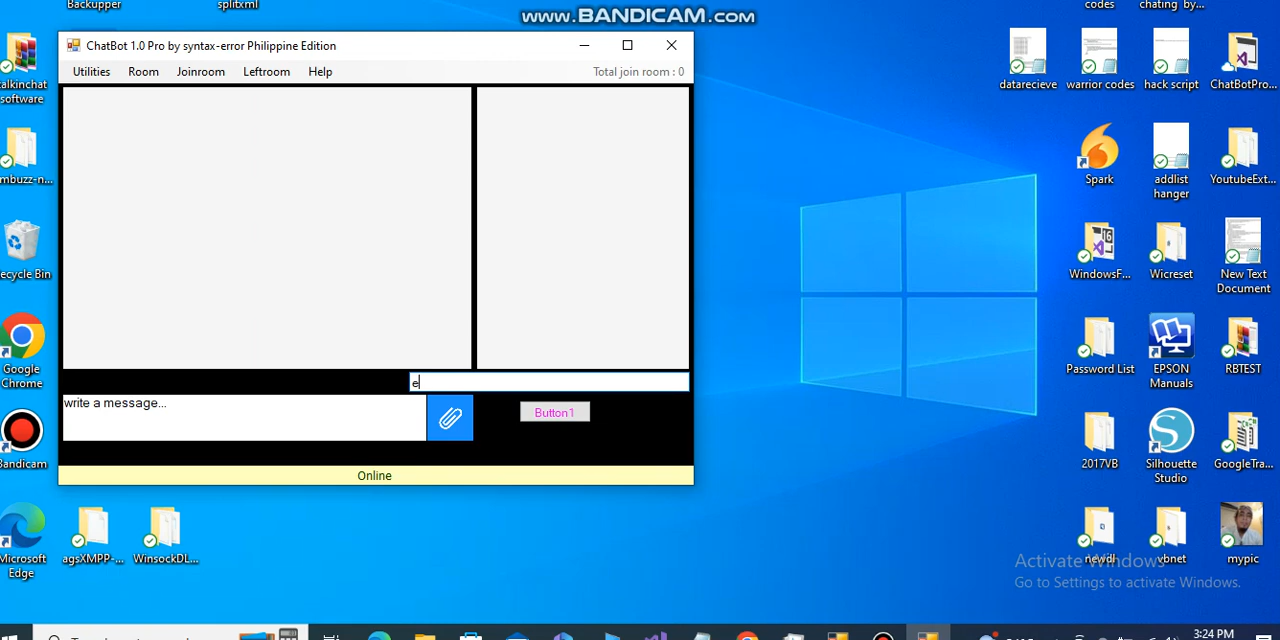 Backupper
splitxml
www.BANDICAM.com
codes
chating by...
ChatBot 1.0 Pro by syntax-error Philippine Edition
Utilities Room Joinroom Leftroom Help Total join room : 0
e
write a message...
Button1
Online
alkinchat
software
mbuzz-n...
ecycle Bin
Google
Chrome
Bandicam
Microsoft
Edge
agsXMPP-...
WinsockDL...
datarecieve
warrior codes
hack script
ChatBotPro...
Spark
addlist
hanger
YoutubeExt...
WindowsF...
Wicreset
New Text
Document
Password List
EPSON
Manuals
RBTEST
2017VB
Silhouette
Studio
GoogleTra...
newdl
vbnet
mypic
Activate Windows
Go to Settings to activate Windows.
3:24 PM